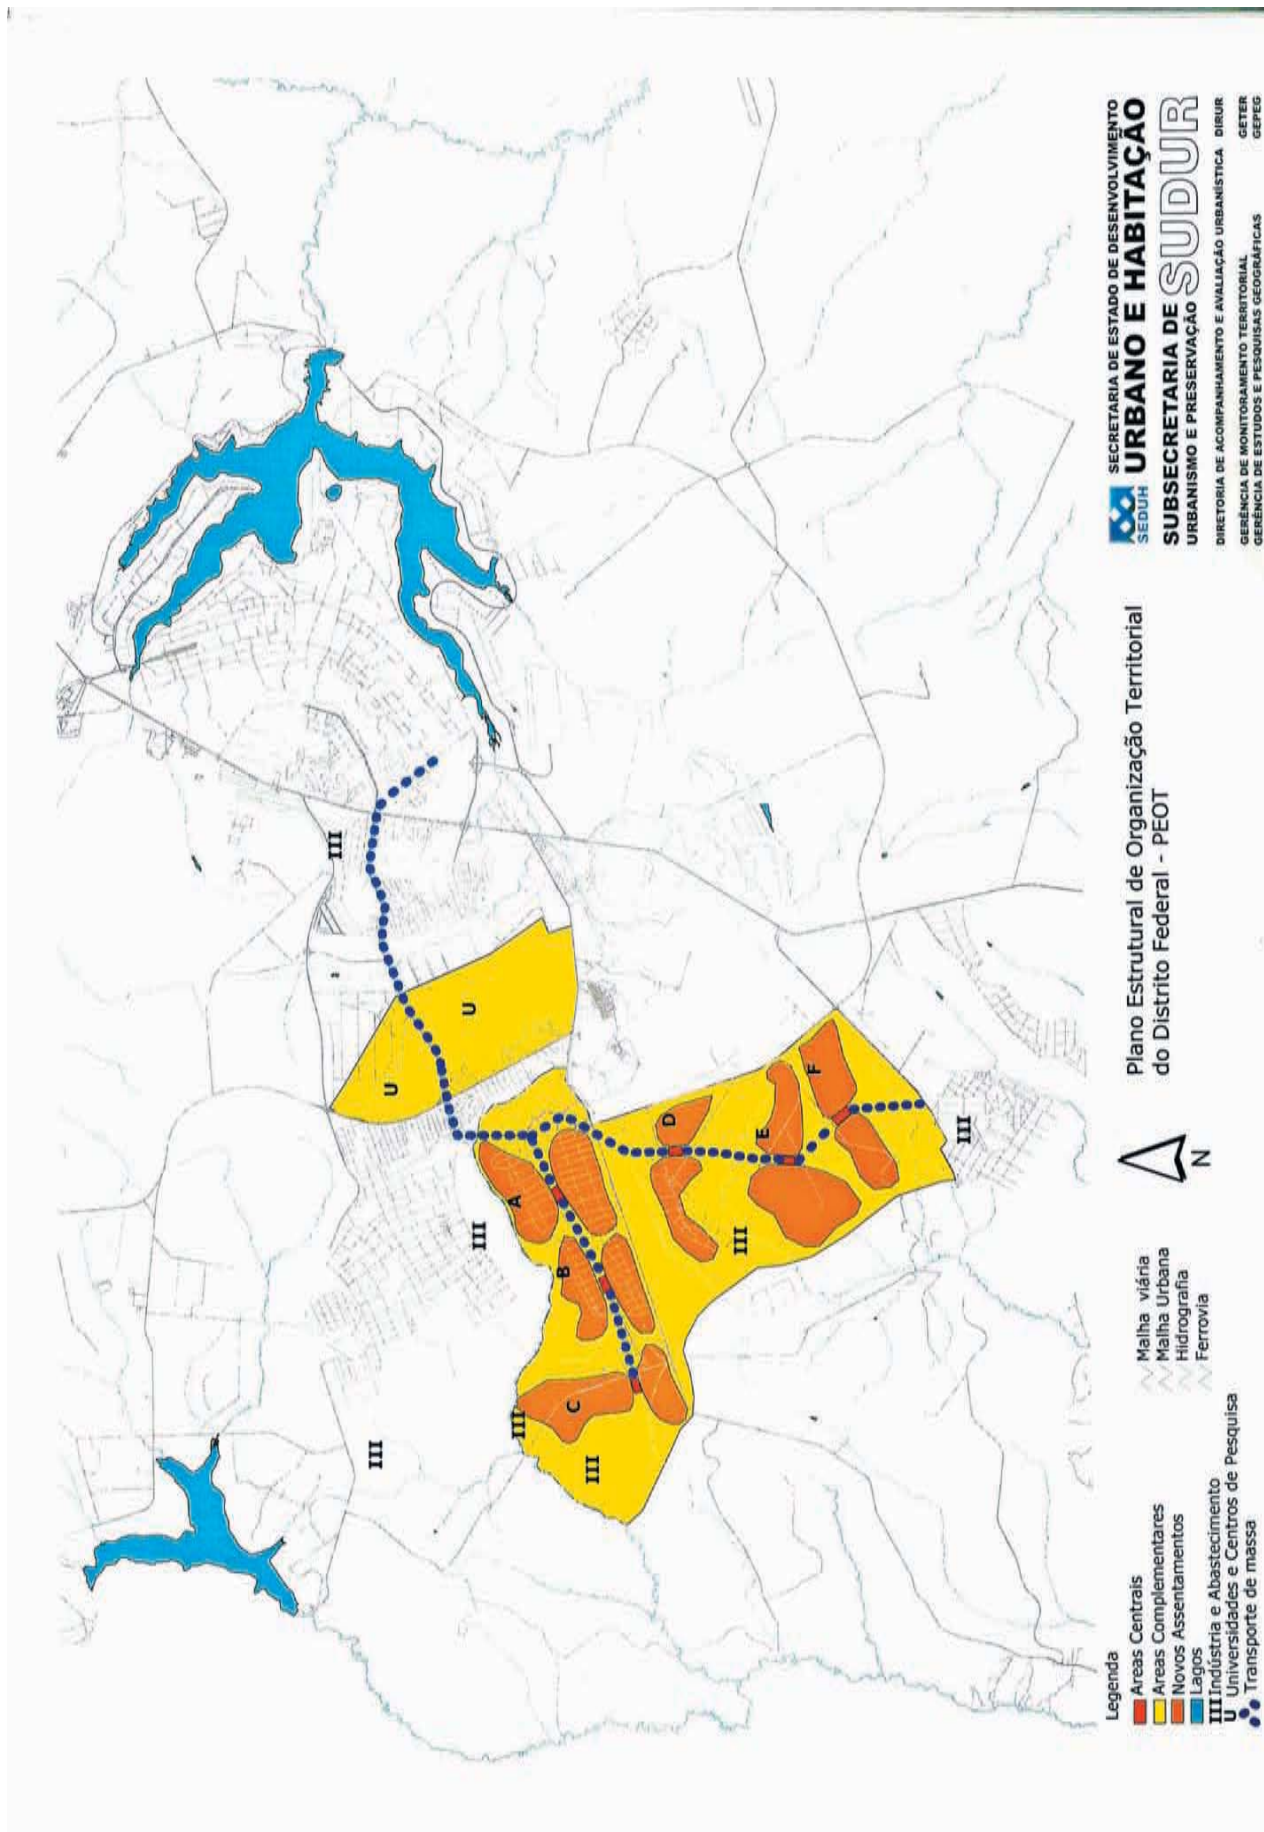 III
U
U
III
A
B
C
III
III
III
D
E
F
III
III
Legenda
Areas Centrais
Areas Complementares
Novos Assentamentos
Lagos
III Indústria e Abastecimento
U Universidades e Centros de Pesquisa
Transporte de massa
Malha viária
Malha Urbana
Hidrografia
Ferrovia
N
Plano Estrutural de Organização Territorial
do Distrito Federal - PEOT
SEDUH
SECRETARIA DE ESTADO DE DESENVOLVIMENTO
URBANO E HABITAÇÃO
SUBSECRETARIA DE
URBANISMO E PRESERVAÇÃO
SUDUR
DIRETORIA DE ACOMPANHAMENTO E AVALIAÇÃO URBANÍSTICA DIRUR
GERÊNCIA DE MONITORAMENTO TERRITORIAL GETER
GERÊNCIA DE ESTUDOS E PESQUISAS GEOGRÁFICAS GEPEG